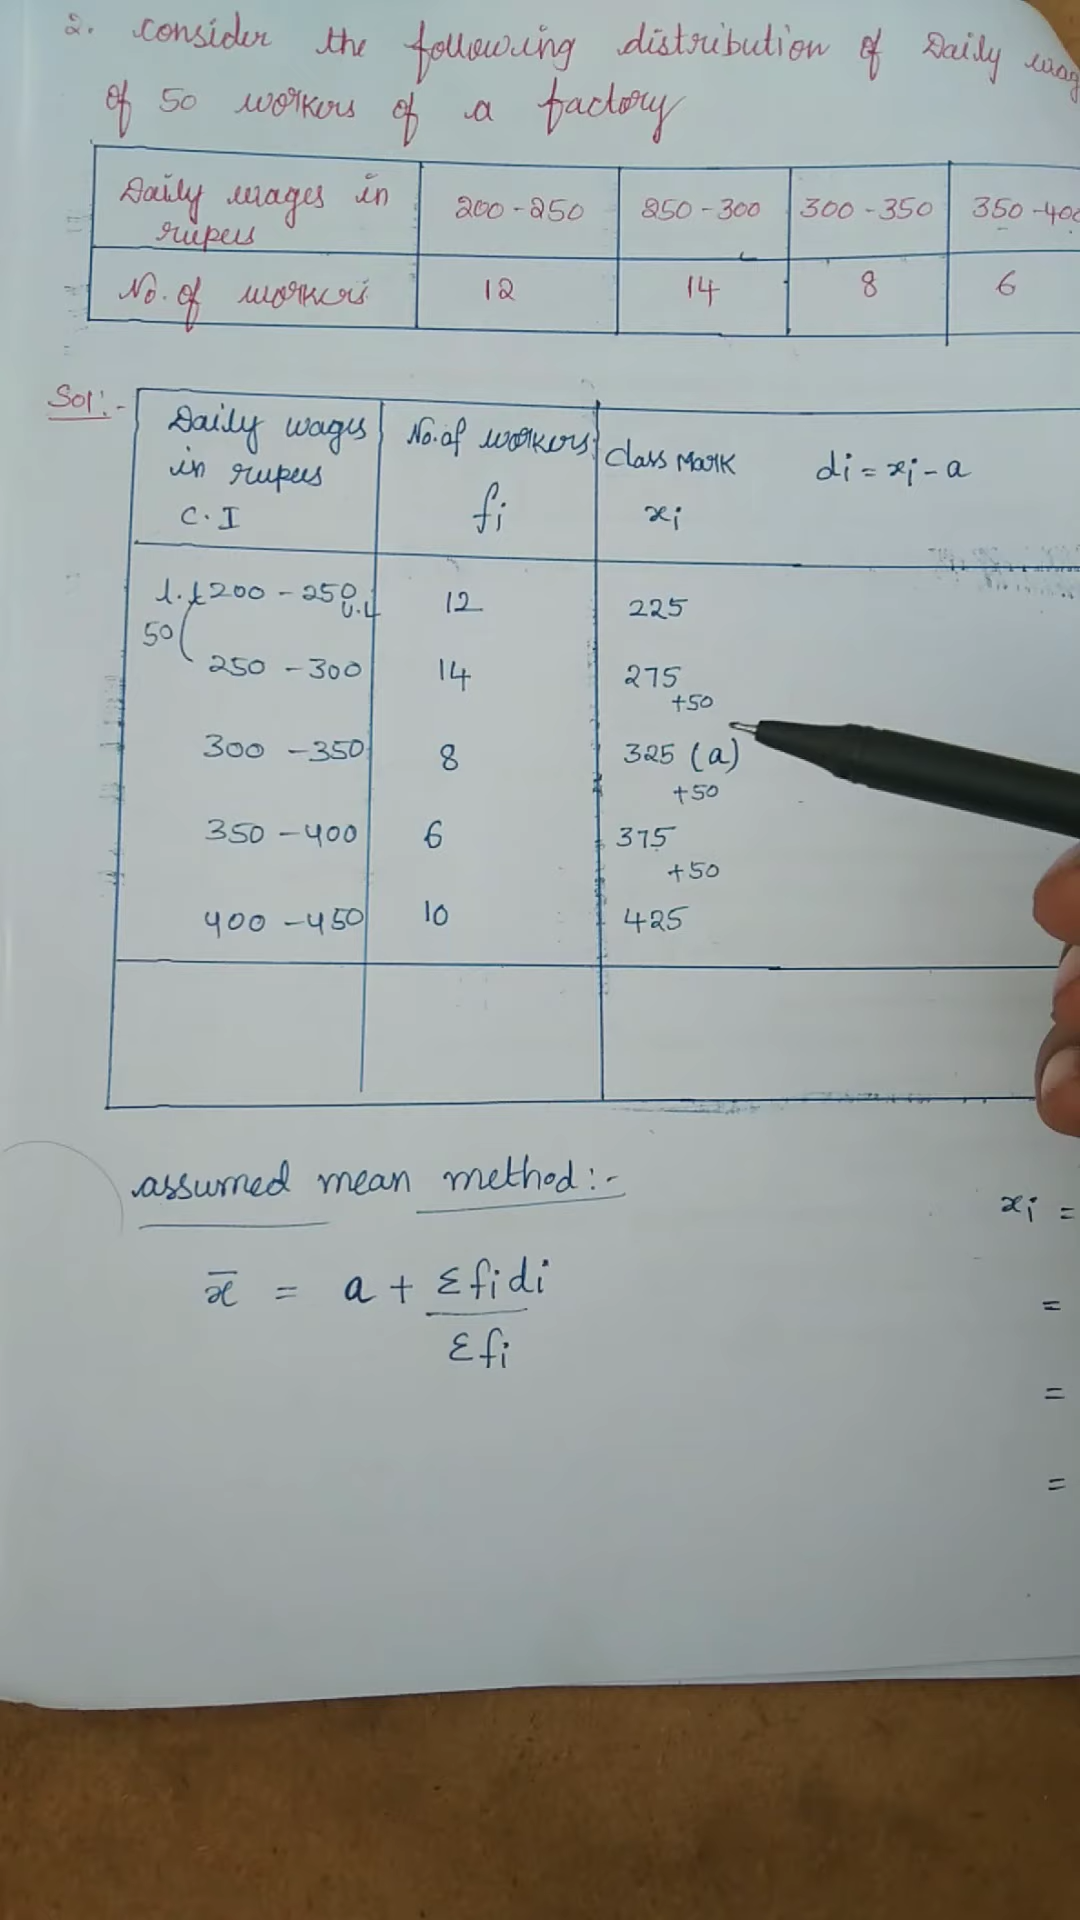 2. consider the following distribution of Daily wag
of 50 workers of a factory
Daily wages in rupees 200-250 250-300 300-350 350-400
No. of workers 12 14 8 6
Sol:-
Daily wages in rupees C.I No. of workers fi Class Mark xi di = xi - a
l.l 200 - 250 u.l 12 225
50
250 - 300 14 275
+50
300 - 350 8 325 (a)
+50
350 - 400 6 375
+50
400 - 450 10 425
assumed mean method:-
xi =
x̄ = a + Σfidi
Σfi
=
=
=